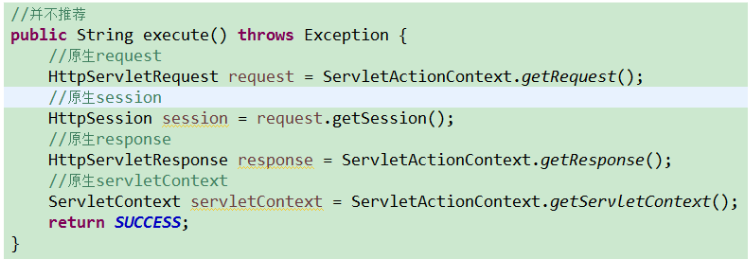 //并不推荐
public String execute() throws Exception {
//原生request
HttpServletRequest request = ServletActionContext.getRequest();
//原生session
HttpSession session = request.getSession();
//原生response
HttpServletResponse response = ServletActionContext.getResponse();
//原生servletContext
ServletContext servletContext = ServletActionContext.getServletContext();
return SUCCESS;
}